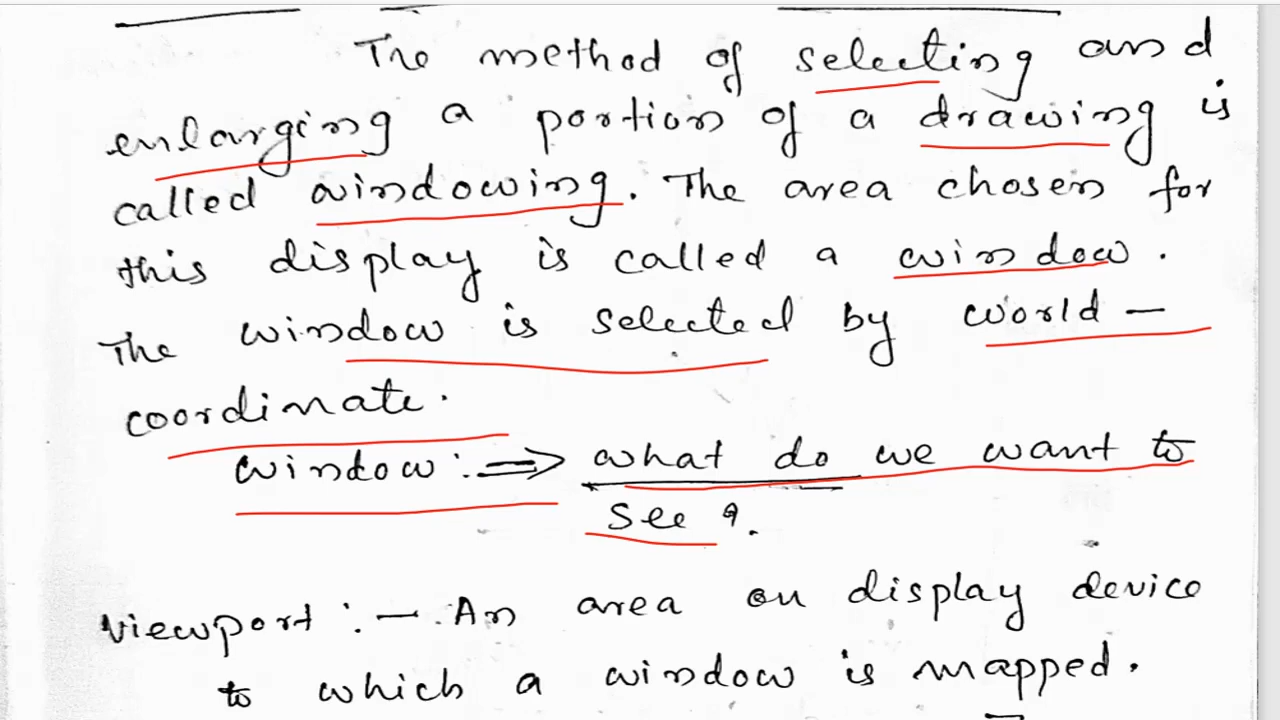 The method of selecting and
enlarging a portion of a drawing is
called windowing. The area chosen for
this display is called a window.
The window is selected by world -
coordinate.
window :⇒ what do we want to
see ?.
Viewport :- An area on display device
to which a window is mapped.